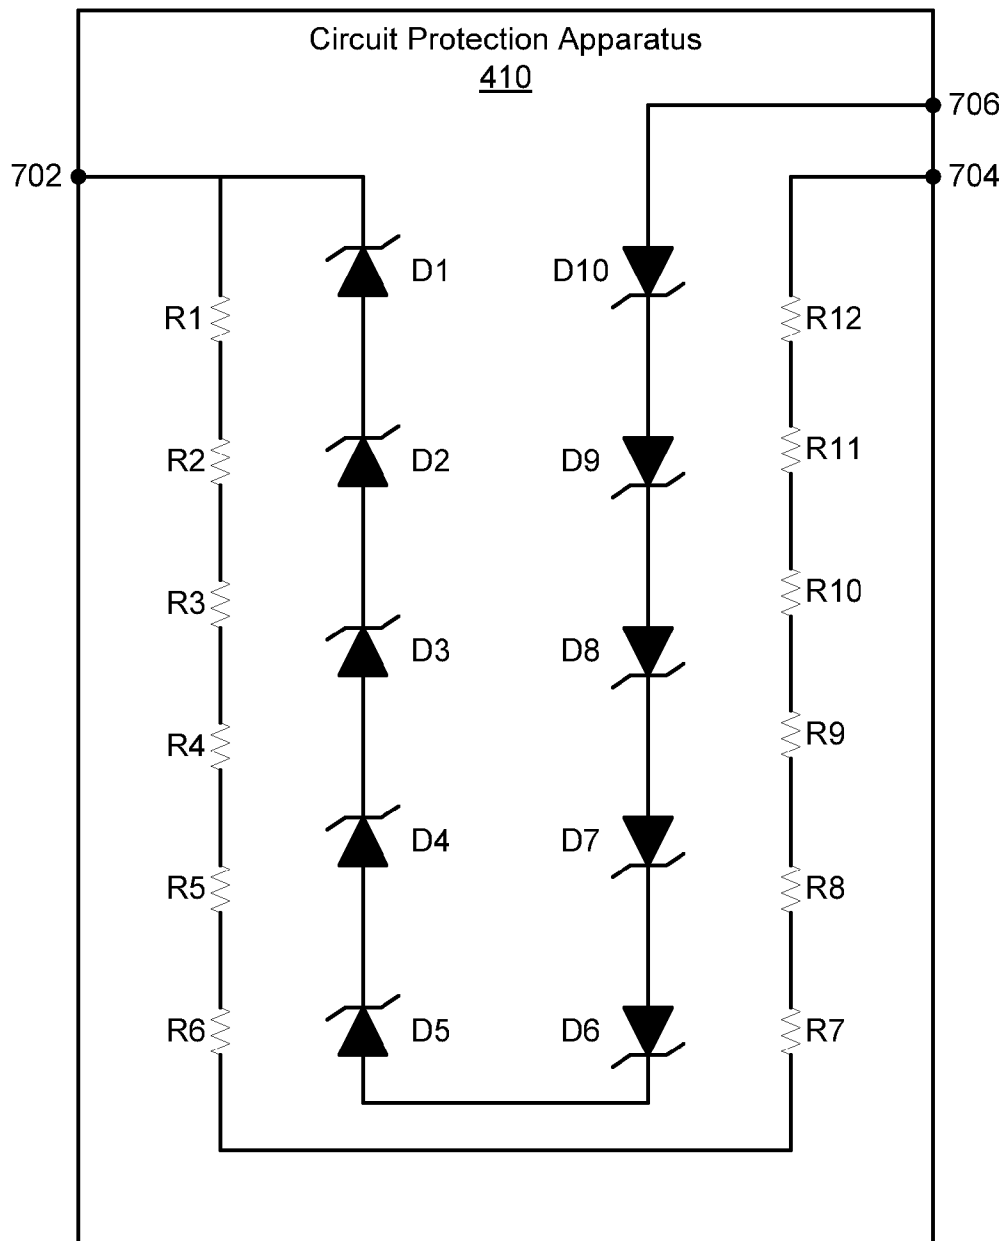 Circuit Protection Apparatus
410
706
702
704
D1
D10
R1
R12
R2
D2
D9
R11
R3
D3
D8
R10
R4
D4
D7
R9
R5
R8
R6
D5
D6
R7